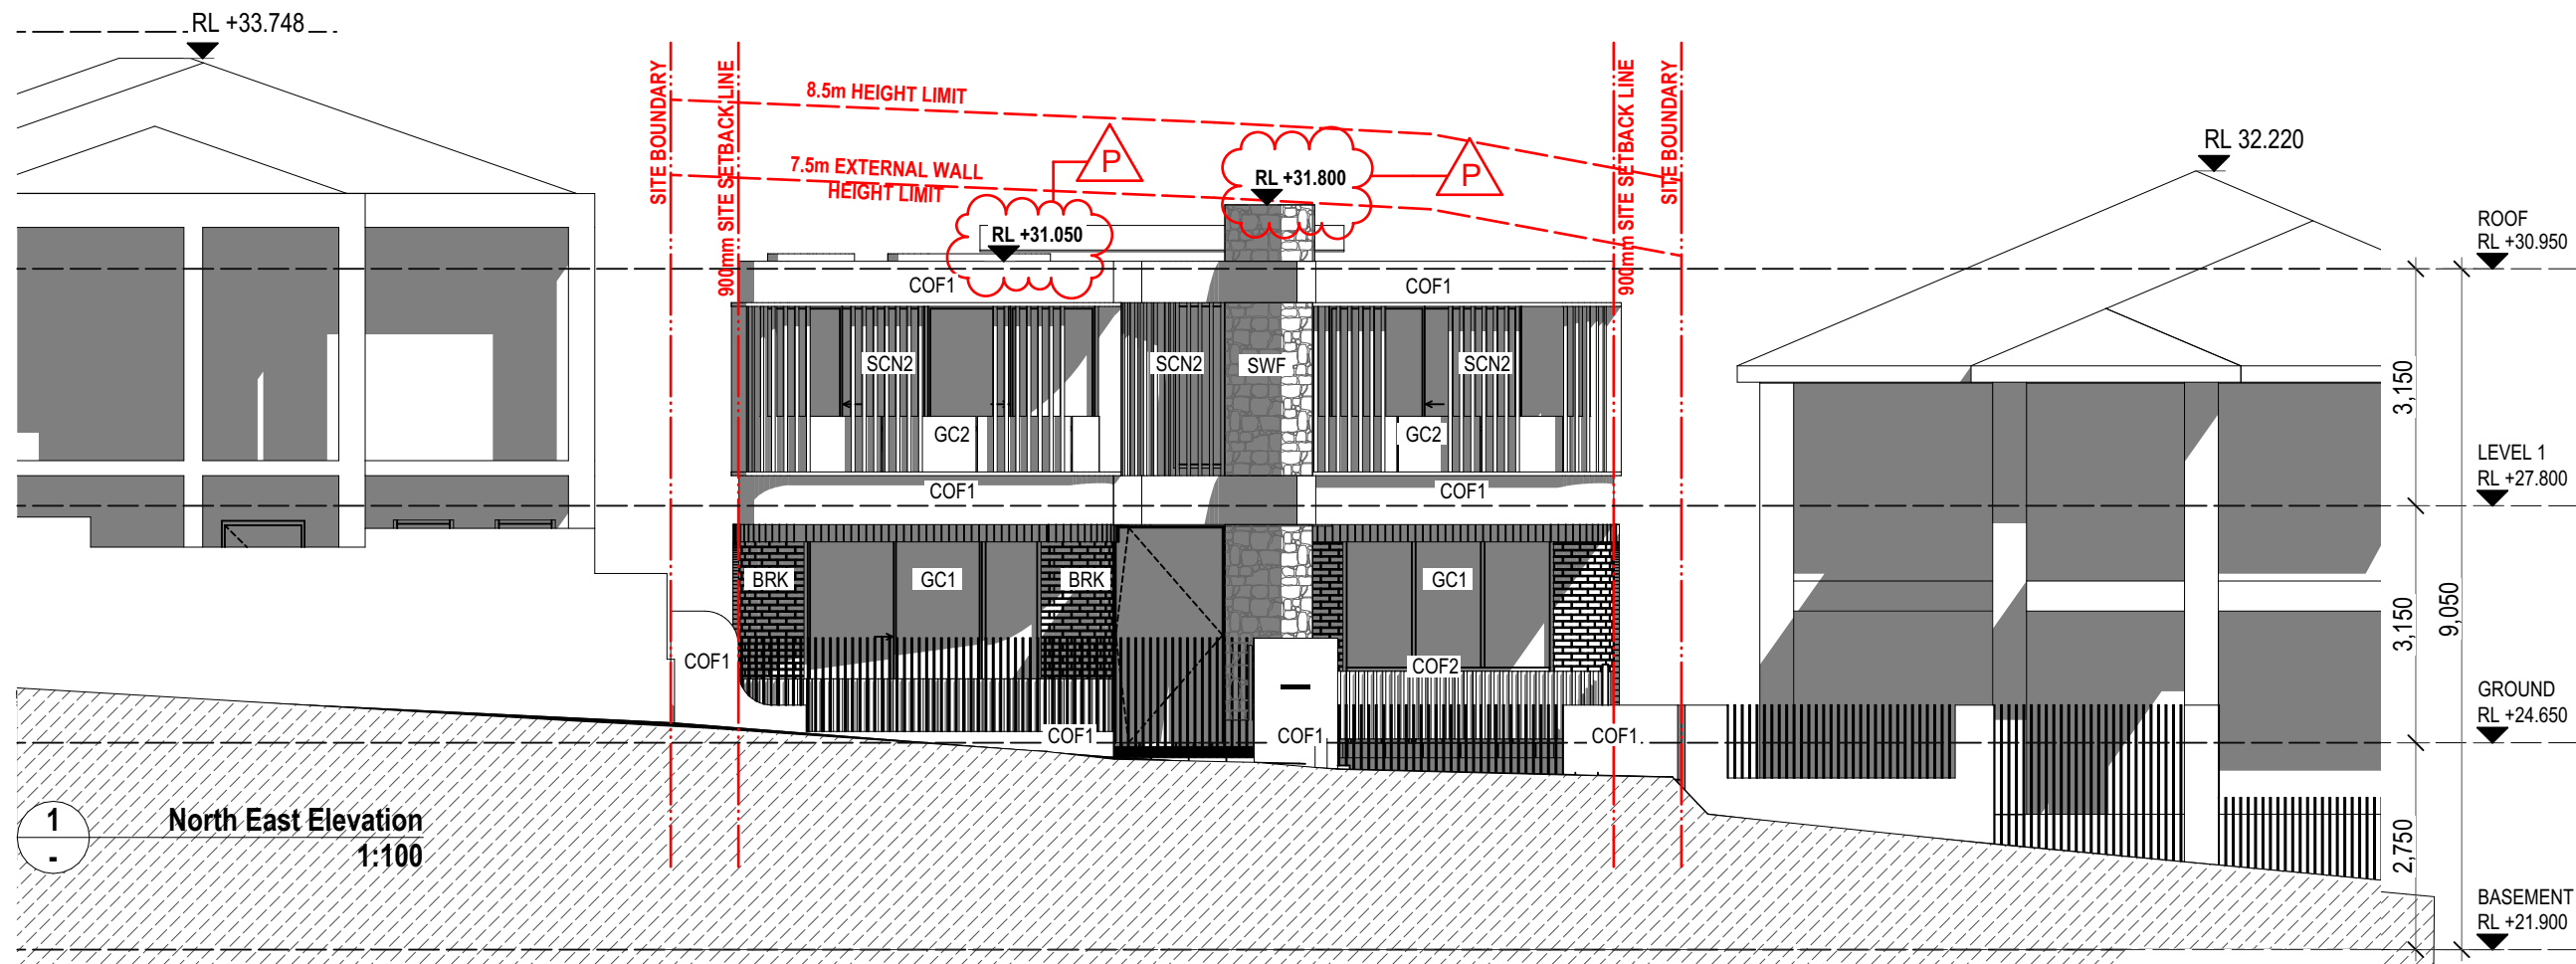 RL +33.748
SITE BOUNDARY
900mm SITE SETBACK LINE
8.5m HEIGHT LIMIT
7.5m EXTERNAL WALL
HEIGHT LIMIT
P
P
RL +31.800
RL +31.050
900mm SITE SETBACK LINE
SITE BOUNDARY
RL 32.220
ROOF
RL +30.950
COF1
COF1
SCN2
SCN2
SWF
SCN2
GC2
GC2
3,150
LEVEL 1
RL +27.800
COF1
COF1
BRK
GC1
BRK
GC1
3,150
9,050
COF1
COF2
GROUND
RL +24.650
COF1
COF1
COF1
1
-
North East Elevation
1:100
2,750
BASEMENT
RL +21.900